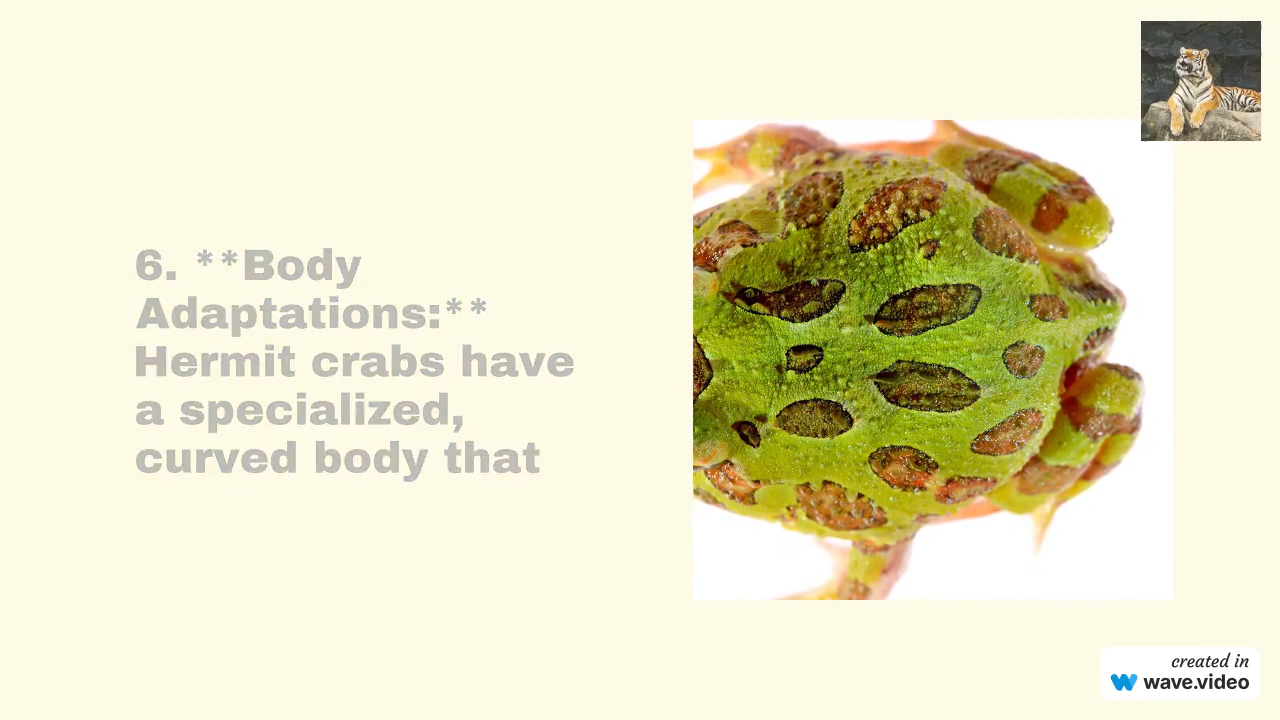 6. **Body
Adaptations:**
Hermit crabs have
a specialized,
curved body that
created in
wave.video